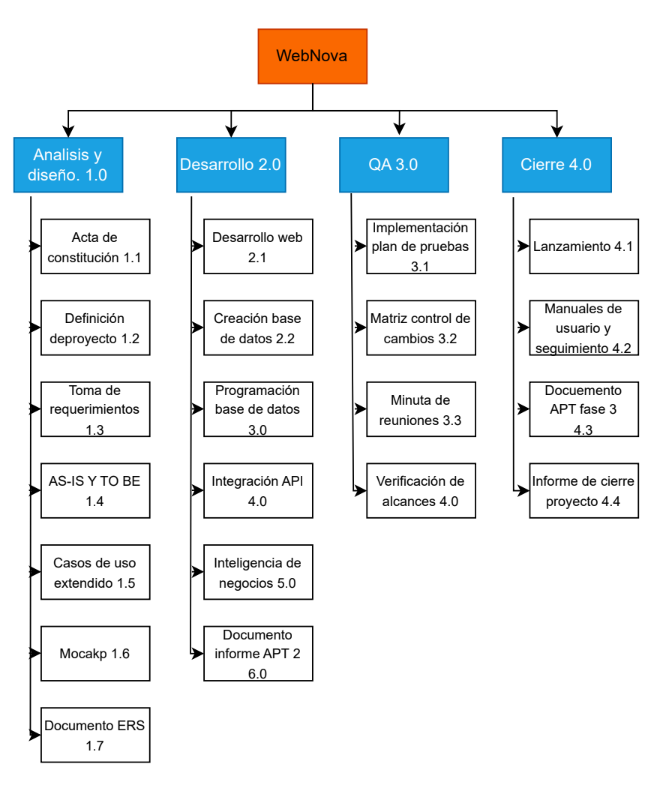 WebNova
Analisis y
diseño. 1.0
Desarrollo 2.0
QA 3.0
Cierre 4.0
Acta de
constitución 1.1
Definición
deproyecto 1.2
Toma de
requerimientos
1.3
AS-IS Y TO BE
1.4
Casos de uso
extendido 1.5
Mocakp 1.6
Documento ERS
1.7
Desarrollo web
2.1
Creación base
de datos 2.2
Programación
base de datos
3.0
Integración API
4.0
Inteligencia de
negocios 5.0
Documento
informe APT 2
6.0
Implementación
plan de pruebas
3.1
Matriz control de
cambios 3.2
Minuta de
reuniones 3.3
Verificación de
alcances 4.0
Lanzamiento 4.1
Manuales de
usuario y
seguimiento 4.2
Docuemento
APT fase 3
4.3
Informe de cierre
proyecto 4.4